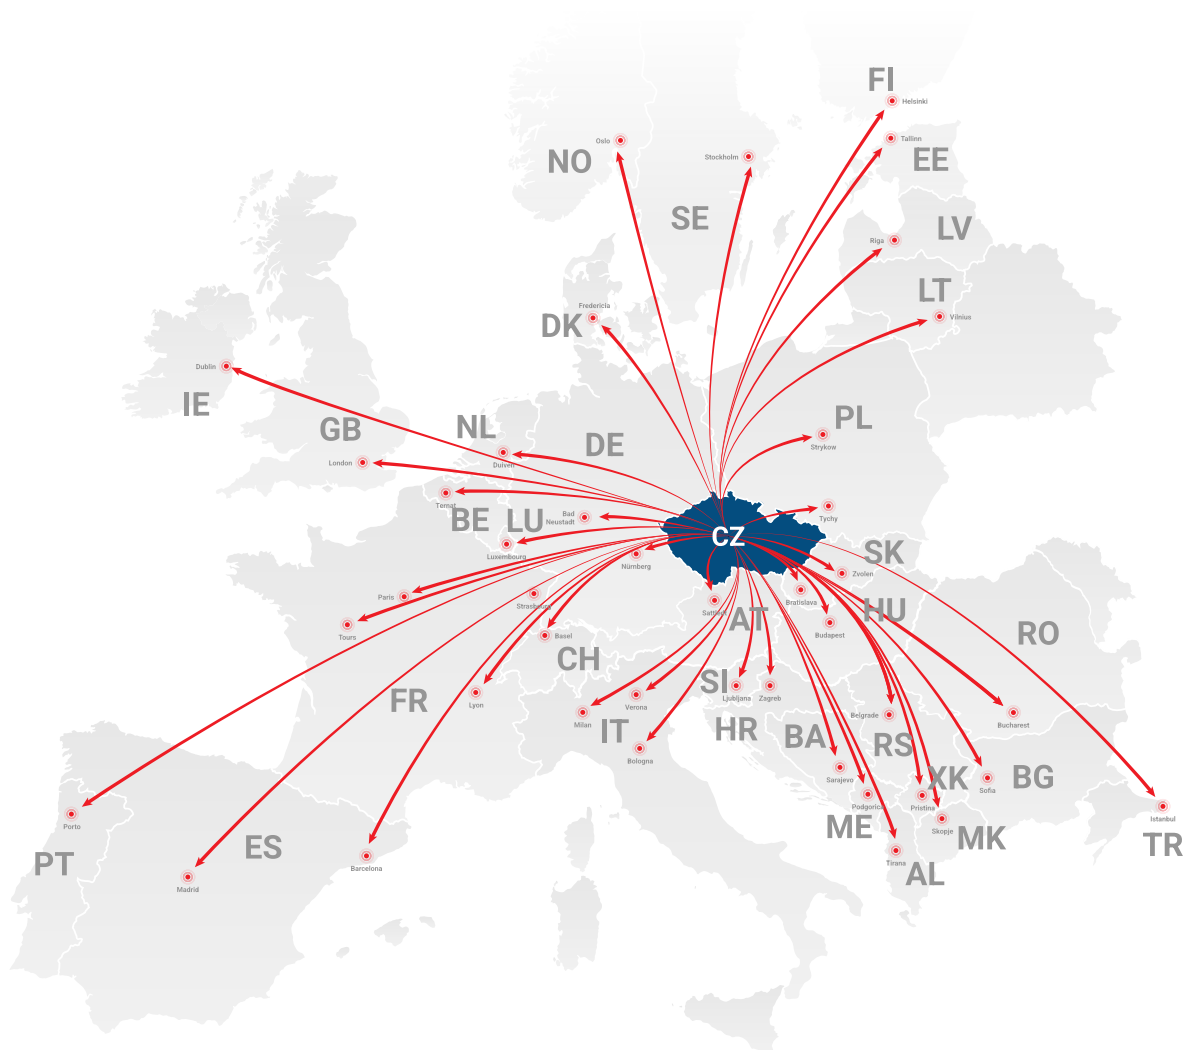 FI
Helsinki
Tallinn
EE
Oslo
NO
Stockholm
SE
LV
Riga
LT
Vilnius
Fredericia
DK
Dublin
IE
GB
London
NL
Duiven
DE
PL
Strykow
Ternat
BE
LU
Luxembourg
Bad
Neustadt
Nürnberg
CZ
Tychy
SK
Zvolen
Bratislava
HU
Budapest
Paris
Tours
Strasbourg
Basel
CH
AT
RO
FR
Lyon
Milan
Verona
IT
Bologna
SI
Ljubljana
Zagreb
HR
BA
Sarajevo
Belgrade
RS
Bucharest
XK
Pristina
Sofia
BG
Podgorica
ME
Skopje
MK
Istanbul
TR
Tirana
AL
Porto
PT
ES
Madrid
Barcelona